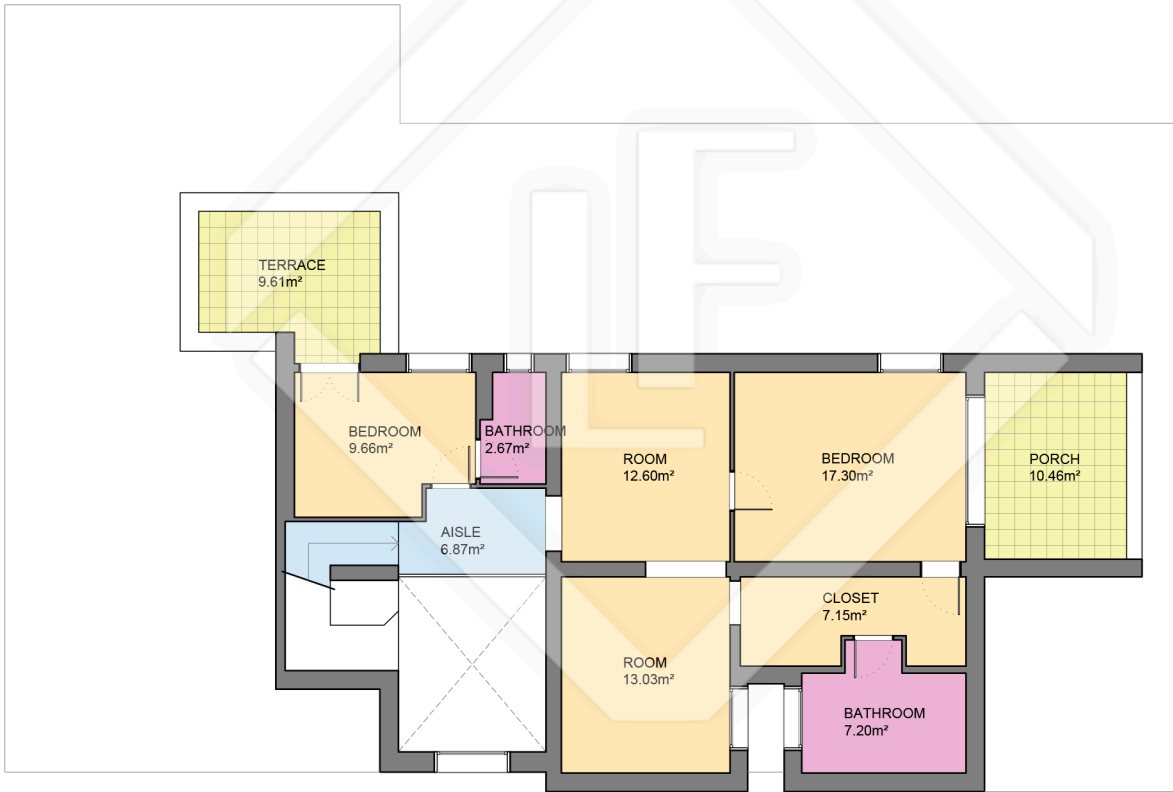 TERRACE
9.61m²
BEDROOM
9.66m²
BATHROOM
2.67m²
ROOM
12.60m²
BEDROOM
17.30m²
PORCH
10.46m²
AISLE
6.87m²
CLOSET
7.15m²
ROOM
13.03m²
BATHROOM
7.20m²
LF